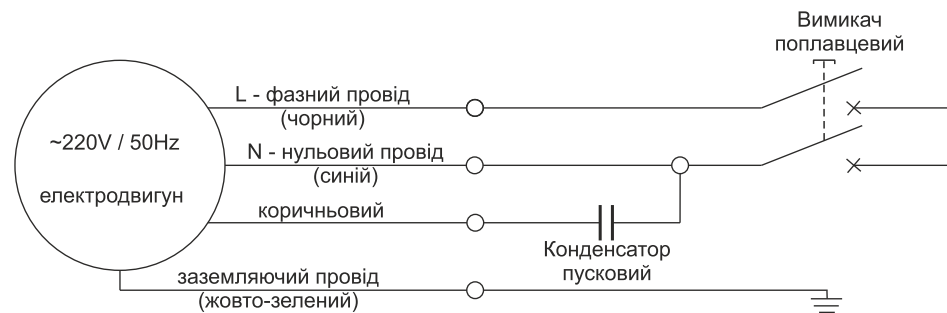 Вимикач
поплавцевий
L - фазний провід
(чорний)
~220V / 50Hz
N - нульовий провід
(синій)
електродвигун
коричньовий
Конденсатор
пусковий
заземляючий провід
(жовто-зелений)